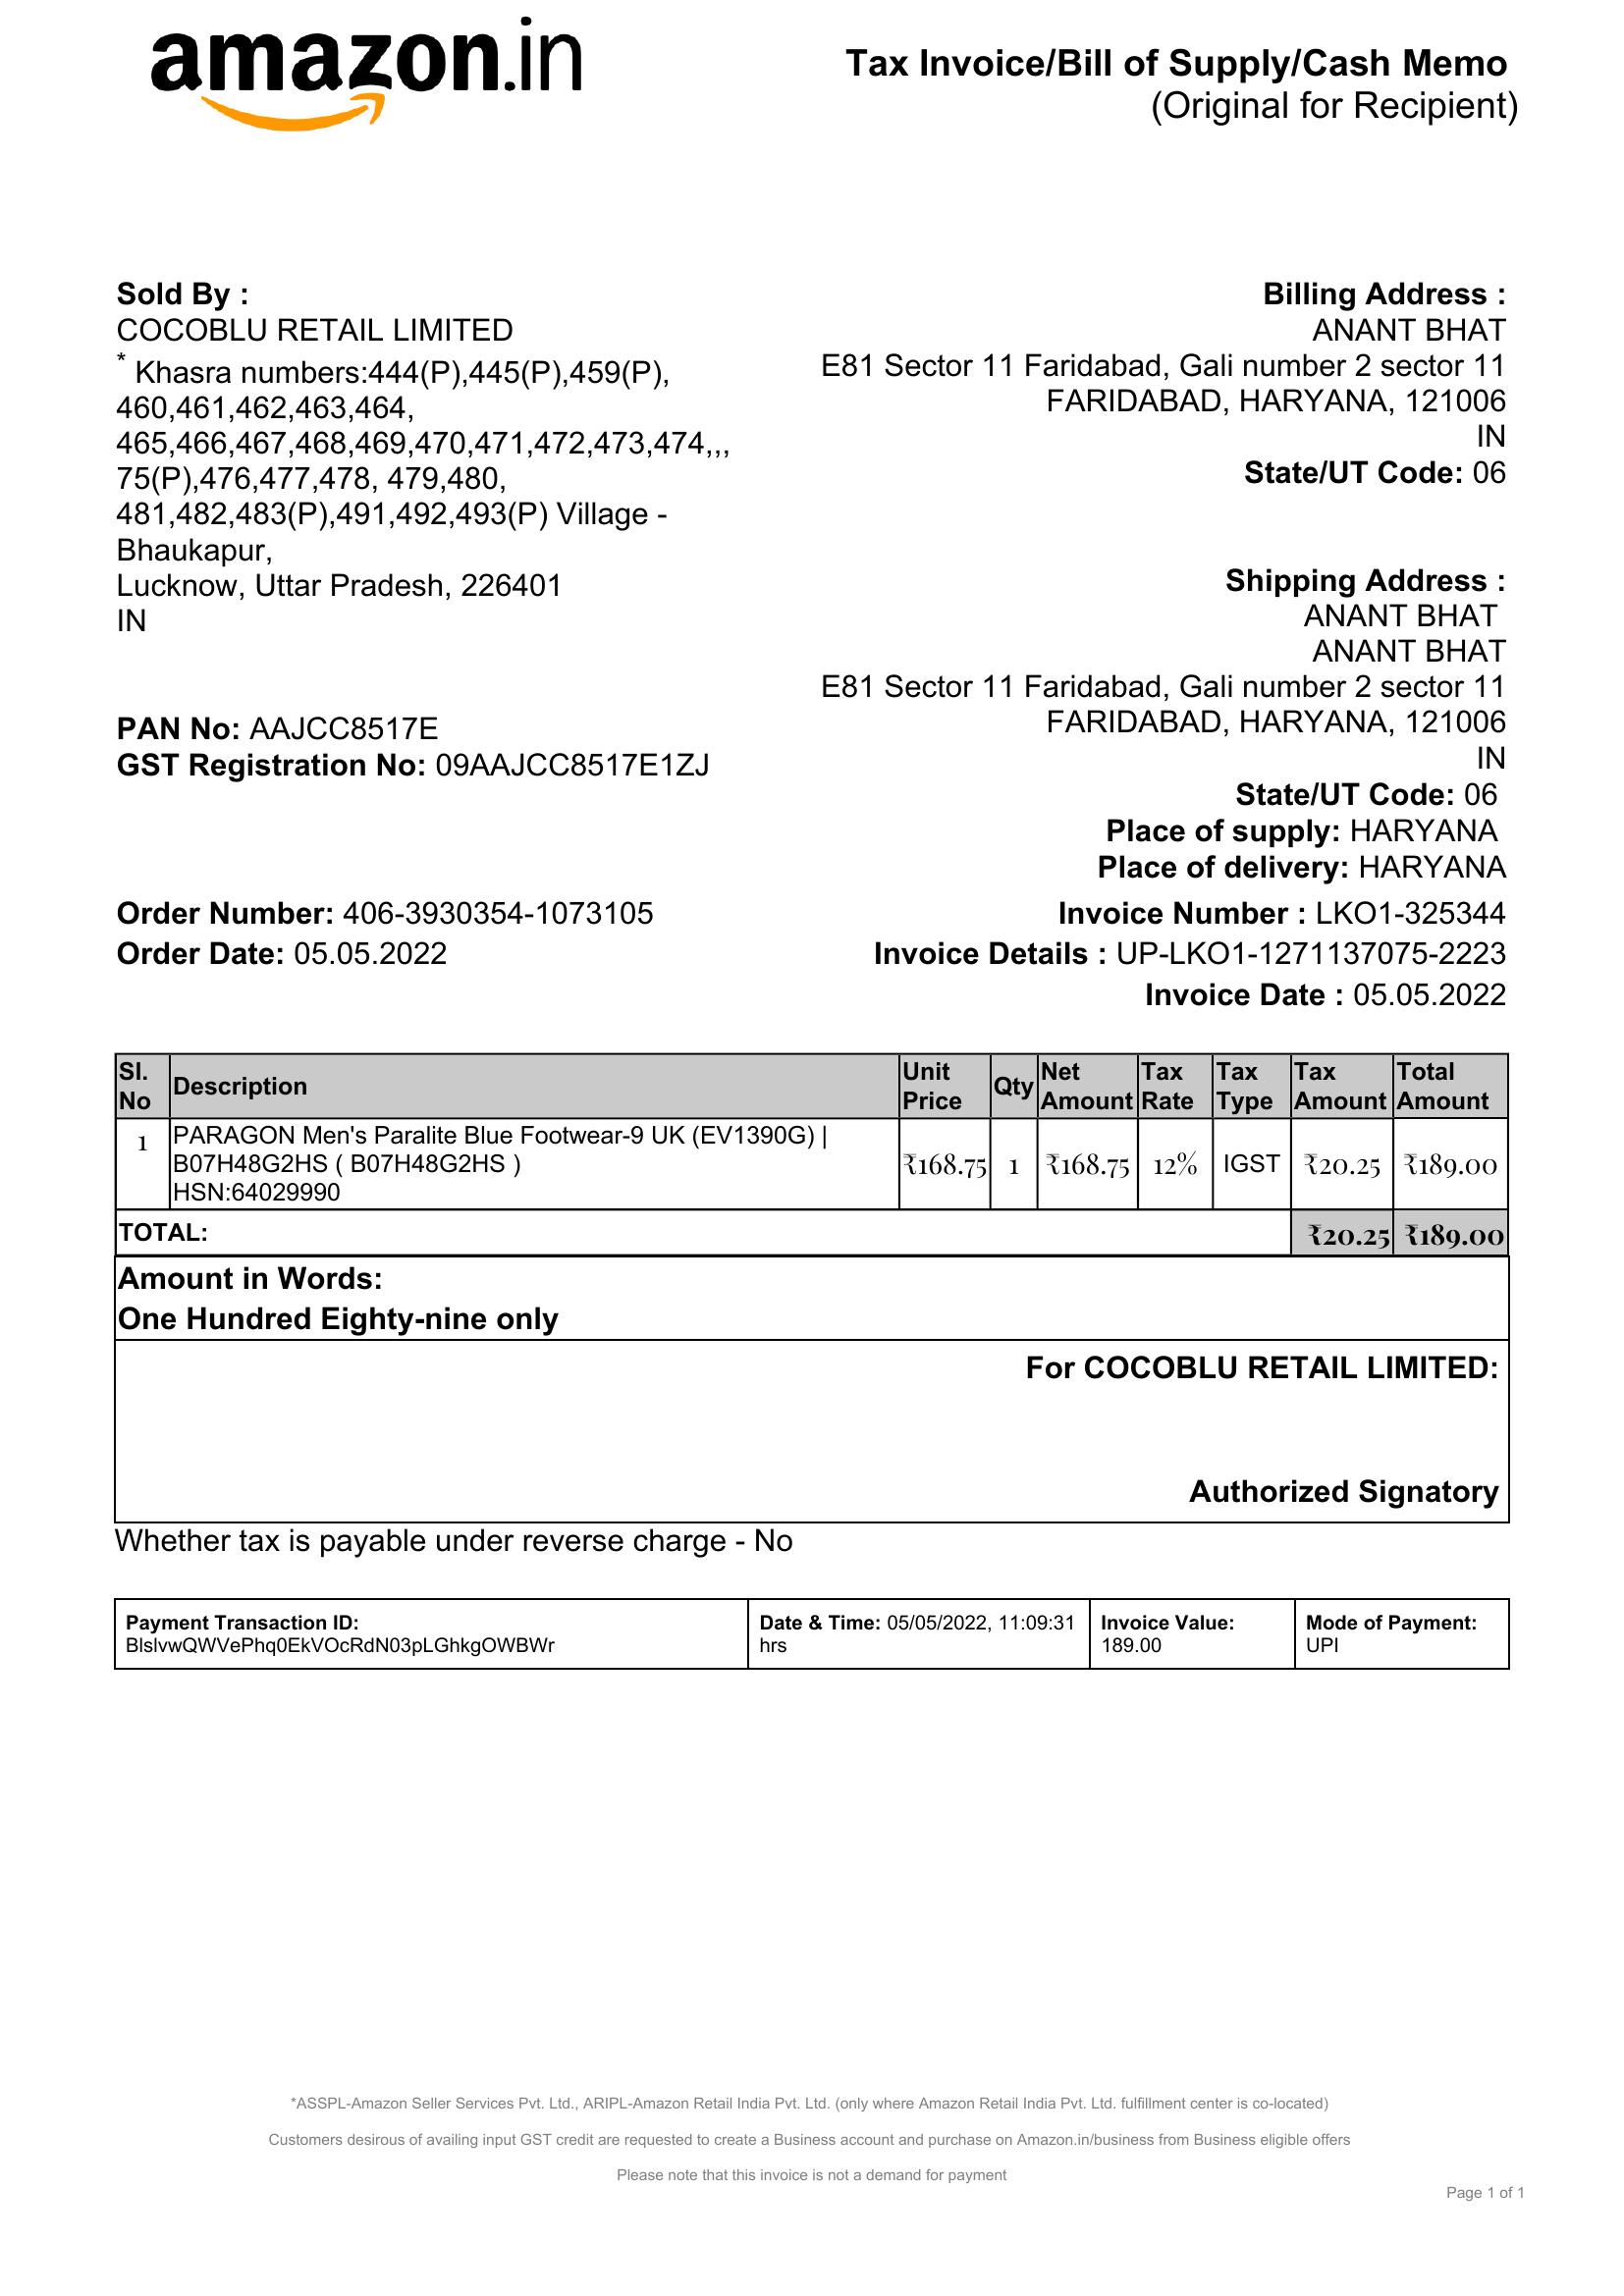 amazon.in
Tax Invoice/Bill of Supply/Cash Memo
(Original for Recipient)
Sold By :
COCOBLU RETAIL LIMITED
* Khasra numbers:444(P),445(P),459(P),
460,461,462,463,464,
465,466,467,468,469,470,471,472,473,474,,,
75(P),476,477,478, 479,480,
481,482,483(P),491,492,493(P) Village -
Bhaukapur,
Lucknow, Uttar Pradesh, 226401
IN
PAN No: AAJCC8517E
GST Registration No: 09AAJCC8517E1ZJ
Billing Address :
ANANT BHAT
E81 Sector 11 Faridabad, Gali number 2 sector 11
FARIDABAD, HARYANA, 121006
IN
State/UT Code: 06
Shipping Address :
ANANT BHAT
ANANT BHAT
E81 Sector 11 Faridabad, Gali number 2 sector 11
FARIDABAD, HARYANA, 121006
IN
State/UT Code: 06
Place of supply: HARYANA
Place of delivery: HARYANA
Order Number: 406-3930354-1073105
Order Date: 05.05.2022
Invoice Number : LKO1-325344
Invoice Details : UP-LKO1-1271137075-2223
Invoice Date : 05.05.2022
Sl. No Description Unit Price Qty Net Amount Tax Rate Tax Type Tax Amount Total Amount
1 PARAGON Men's Paralite Blue Footwear-9 UK (EV1390G) |
B07H48G2HS ( B07H48G2HS )
HSN:64029990
₹168.75 1 ₹168.75 12% IGST ₹20.25 ₹189.00
TOTAL: ₹20.25 ₹189.00
Amount in Words:
One Hundred Eighty-nine only
For COCOBLU RETAIL LIMITED:
Authorized Signatory
Whether tax is payable under reverse charge - No
Payment Transaction ID:
BlslvwQWVePhq0EkVOcRdN03pLGhkgOWBWr
Date & Time: 05/05/2022, 11:09:31
hrs
Invoice Value:
189.00
Mode of Payment:
UPI
*ASSPL-Amazon Seller Services Pvt. Ltd., ARIPL-Amazon Retail India Pvt. Ltd. (only where Amazon Retail India Pvt. Ltd. fulfillment center is co-located)
Customers desirous of availing input GST credit are requested to create a Business account and purchase on Amazon.in/business from Business eligible offers
Please note that this invoice is not a demand for payment
Page 1 of 1